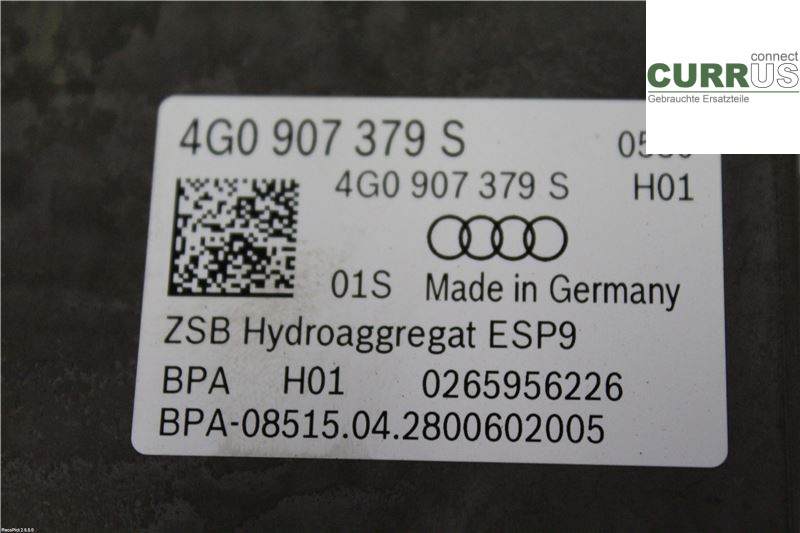 connect
CURRUS
Gebrauchte Ersatzteile
4G0 907 379 S
4G0 907 379 S H01
01S Made in Germany
ZSB Hydroaggregat ESP9
BPA H01 0265956226
BPA-08515.04.2800602005